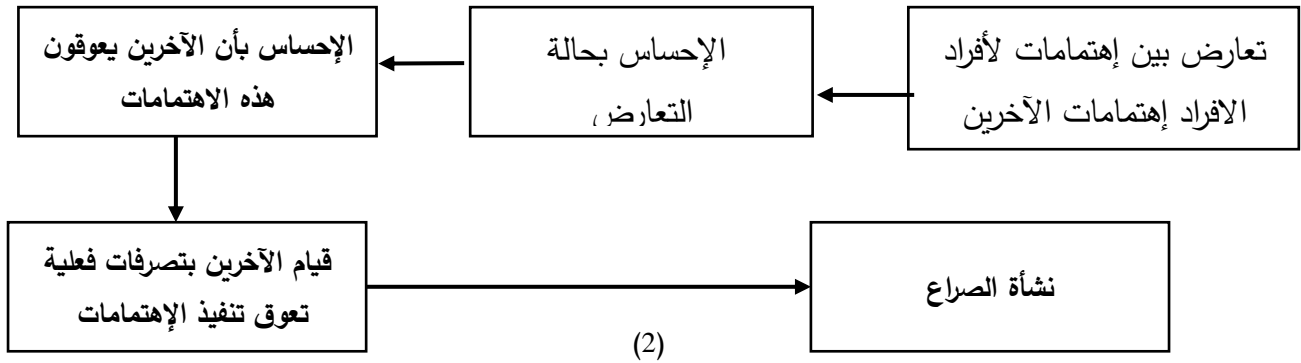 تعارض بين إهتمامات لأفراد
الافراد إهتمامات الآخرين
الإحساس بحالة
التعارض
الإحساس بأن الآخرين يعوقون
هذه الاهتمامات
قيام الآخرين بتصرفات فعلية
تعوق تنفيذ الإهتمامات
نشأة الصراع
(2)